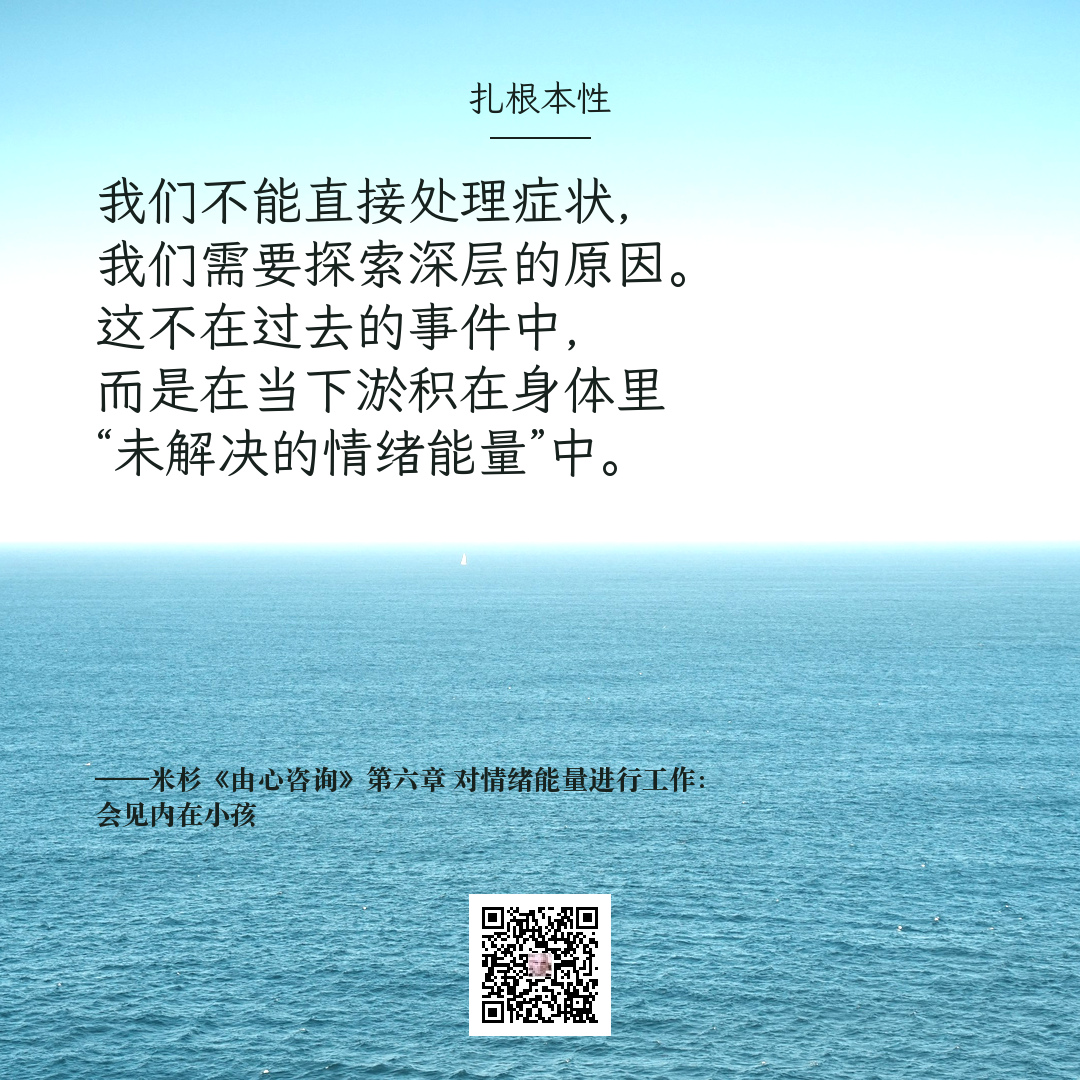 扎根本性
我们不能直接处理症状，
我们需要探索深层的原因。
这不在过去的事件中，
而是在当下淤积在身体里
“未解决的情绪能量”中。
——米杉《由心咨询》第六章 对情绪能量进行工作：
会见内在小孩